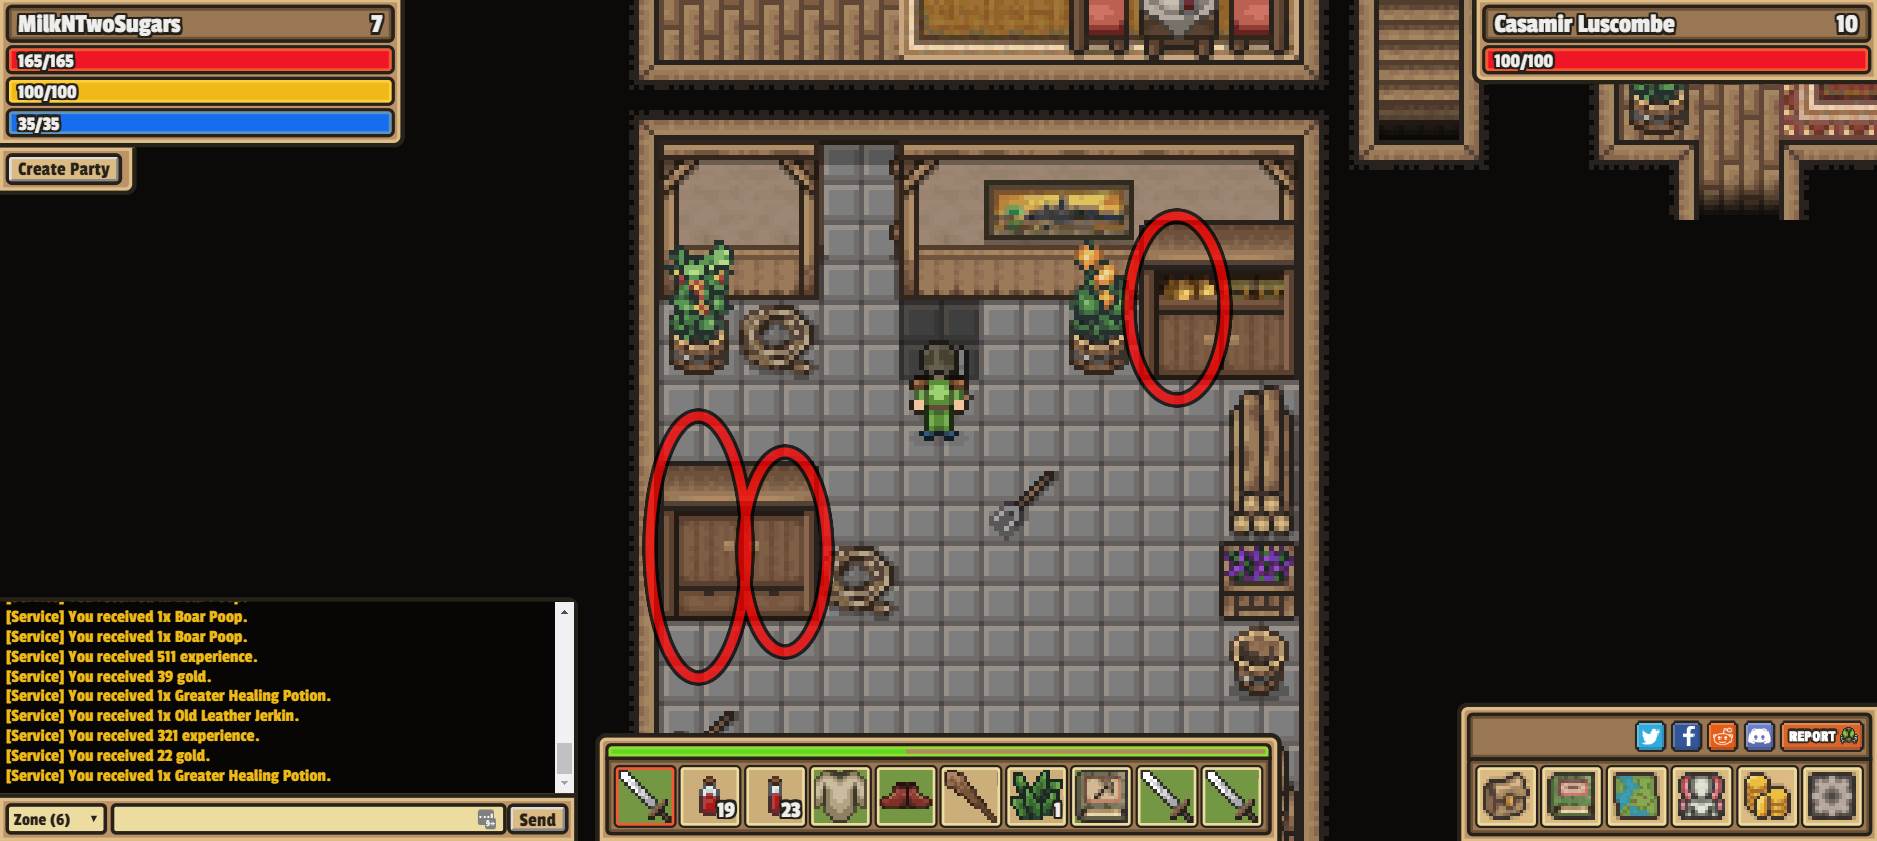 MilkNTwoSugars 7
165/165
100/100
35/35
Create Party
Casamir Luscombe 10
100/100
[Service] You received 1x Boar Poop.
[Service] You received 1x Boar Poop.
[Service] You received 511 experience.
[Service] You received 39 gold.
[Service] You received 1x Greater Healing Potion.
[Service] You received 1x Old Leather Jerkin.
[Service] You received 321 experience.
[Service] You received 22 gold.
[Service] You received 1x Greater Healing Potion.
Zone (6)
Send
19
23
1
REPORT